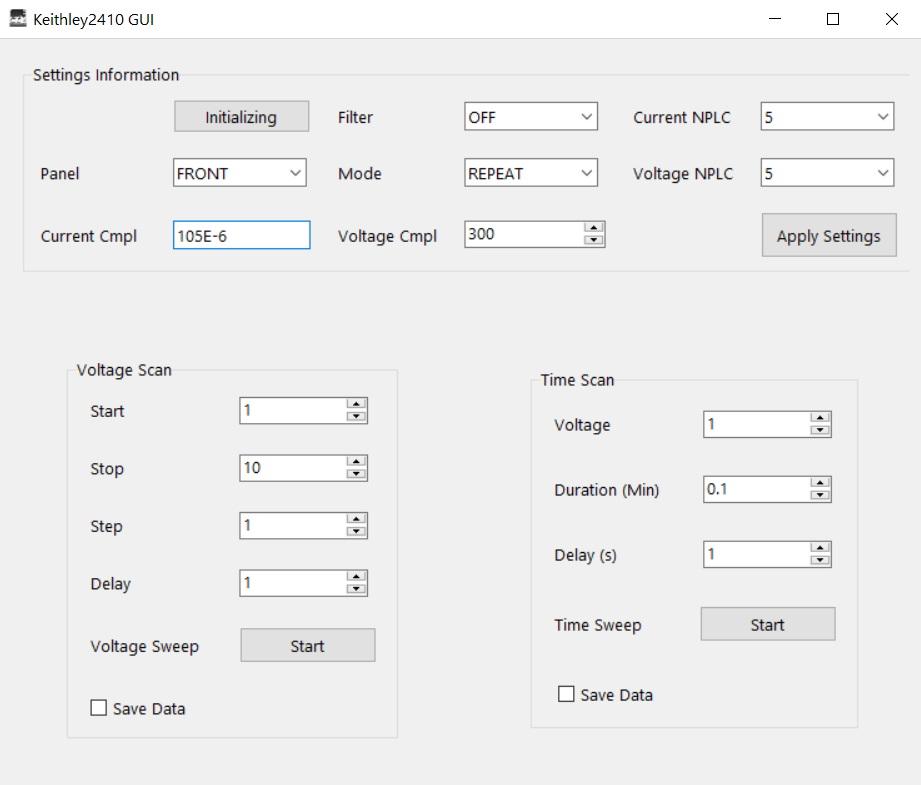 Keithley2410 GUI
Settings Information
Initializing Filter OFF Current NPLC 5
Panel FRONT Mode REPEAT Voltage NPLC 5
Current Cmpl 105E-6 Voltage Cmpl 300 Apply Settings
Voltage Scan
Start 1
Stop 10
Step 1
Delay 1
Voltage Sweep Start
Save Data
Time Scan
Voltage 1
Duration (Min) 0.1
Delay (s) 1
Time Sweep Start
Save Data